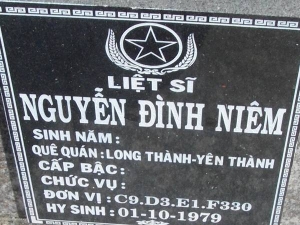 LIỆT SĨ
NGUYỄN ĐÌNH NIÊM
SINH NĂM :
QUÊ QUÁN : LONG THÀNH-YÊN THÀNH
CẤP BẬC :
CHỨC VỤ :
ĐƠN VỊ : C9.D3.E1.F330
HY SINH : 01-10-1979